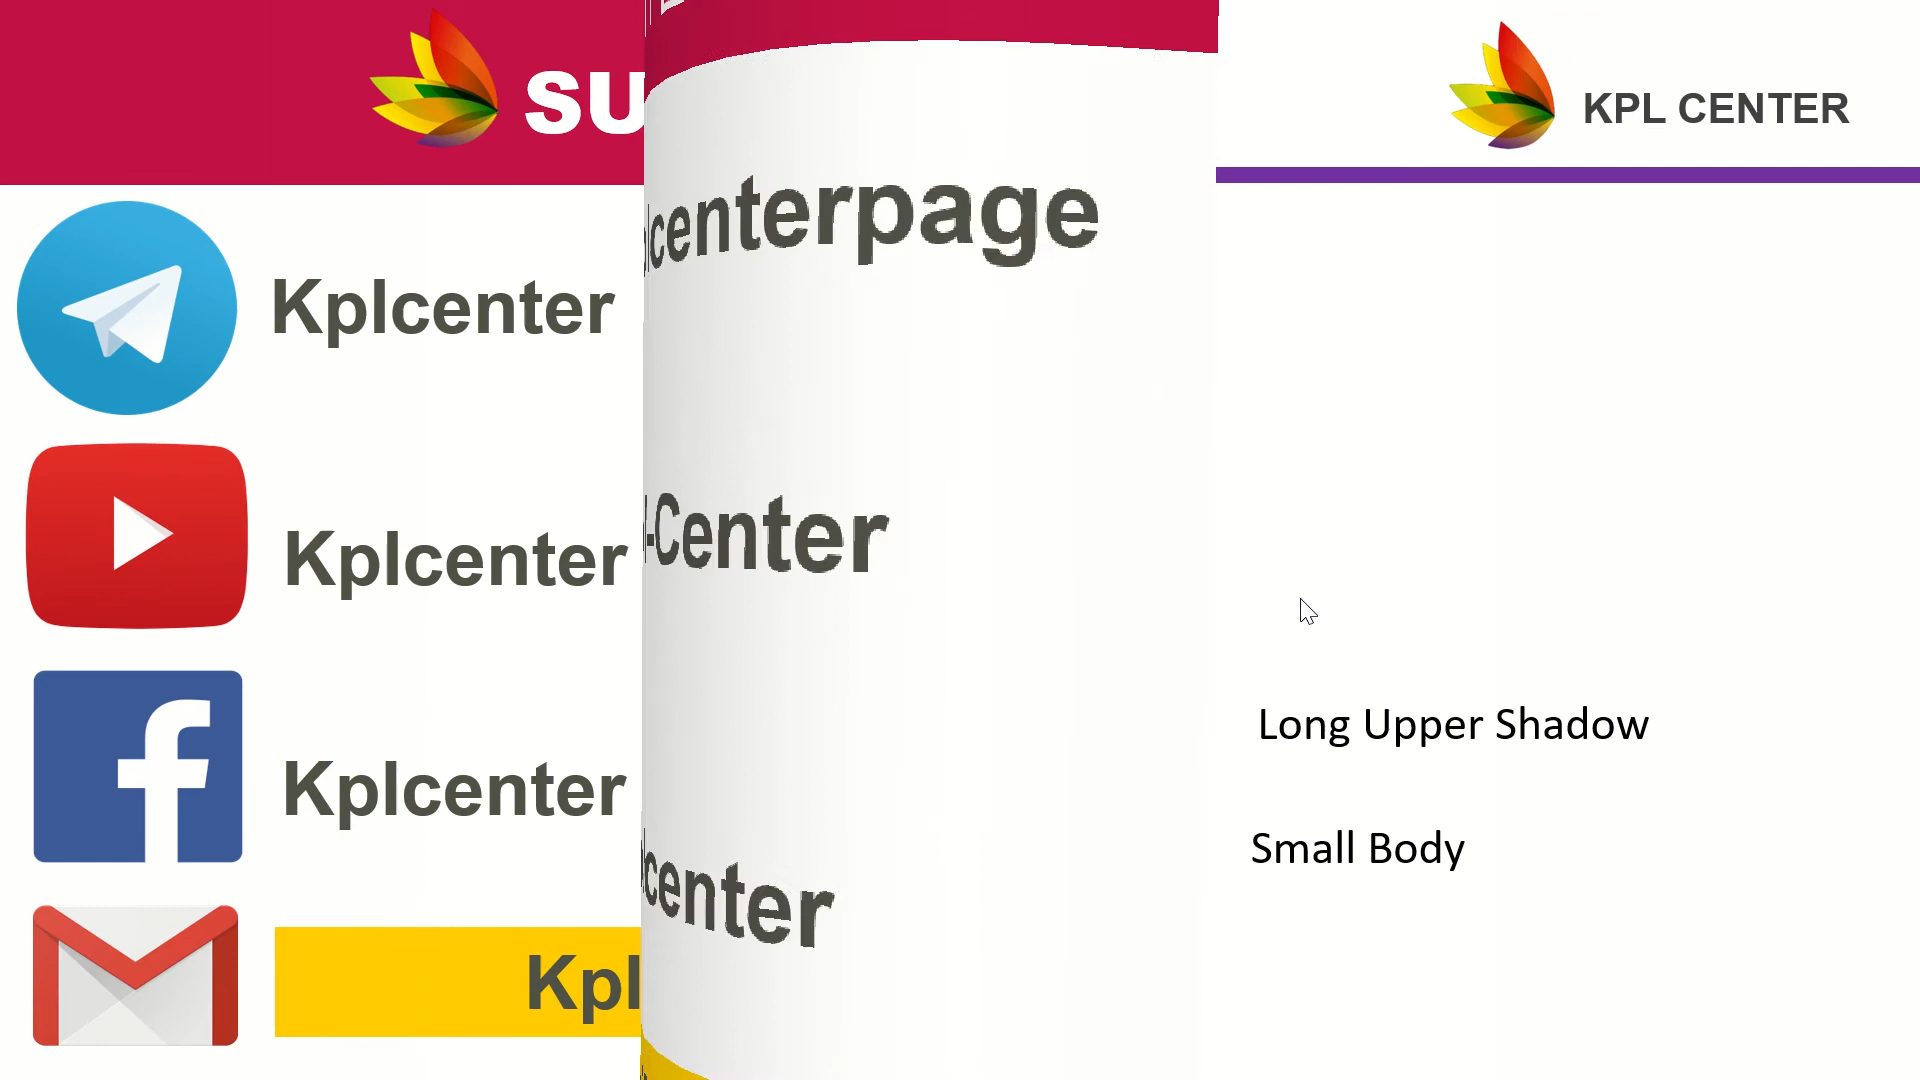 SU
KPL CENTER
centerpage
Kplcenter
-Center
Kplcenter
Long Upper Shadow
Kplcenter
Small Body
center
Kpl